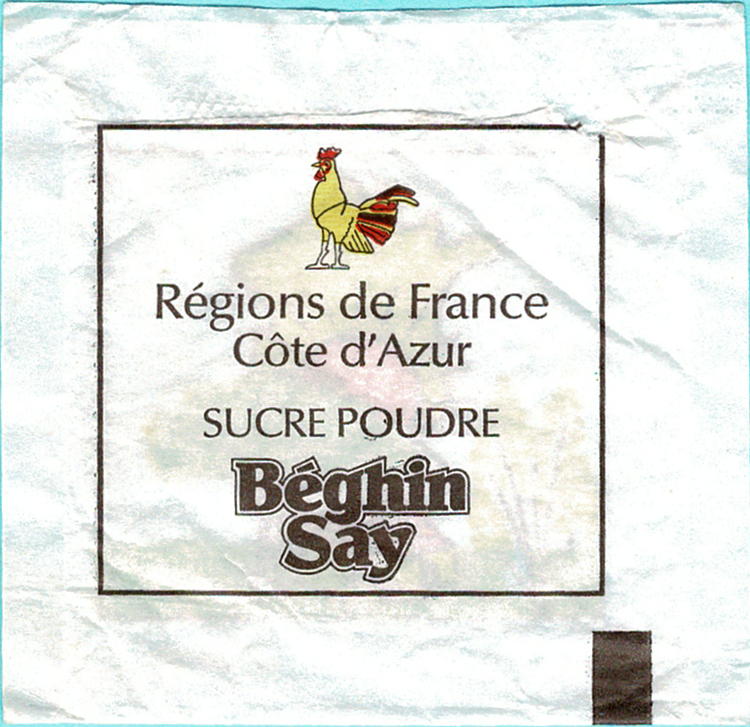 Régions de France
Côte d'Azur
SUCRE POUDRE
Béghin
Say